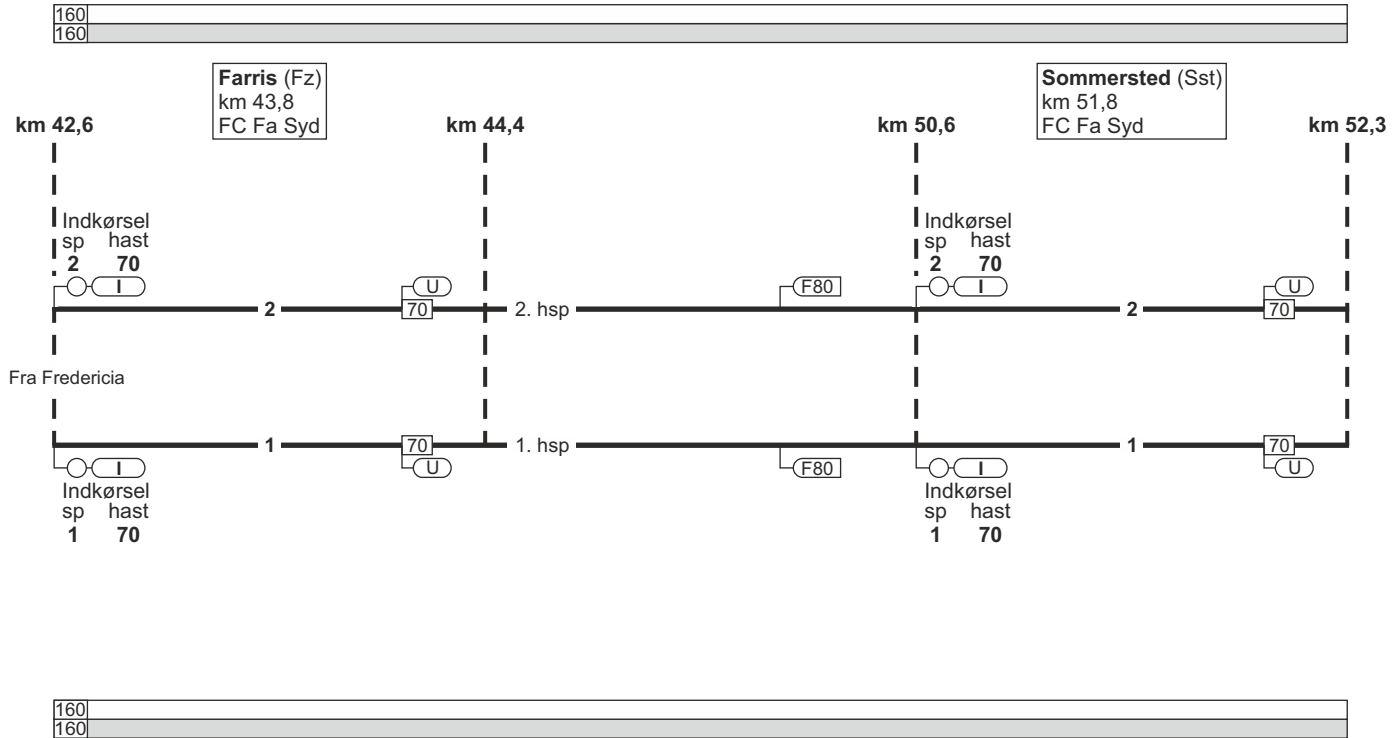 160
160
Farris (Fz)
km 43,8
FC Fa Syd
Sommersted (Sst)
km 51,8
FC Fa Syd
km 42,6
km 44,4
km 50,6
km 52,3
Indkørsel
sp hast
2 70
I
U
F80
Indkørsel
sp hast
2 70
I
U
2
70
2. hsp
2
70
Fra Fredericia
1
70
1. hsp
1
70
I
Indkørsel
sp hast
1 70
U
F80
I
Indkørsel
sp hast
1 70
U
160
160